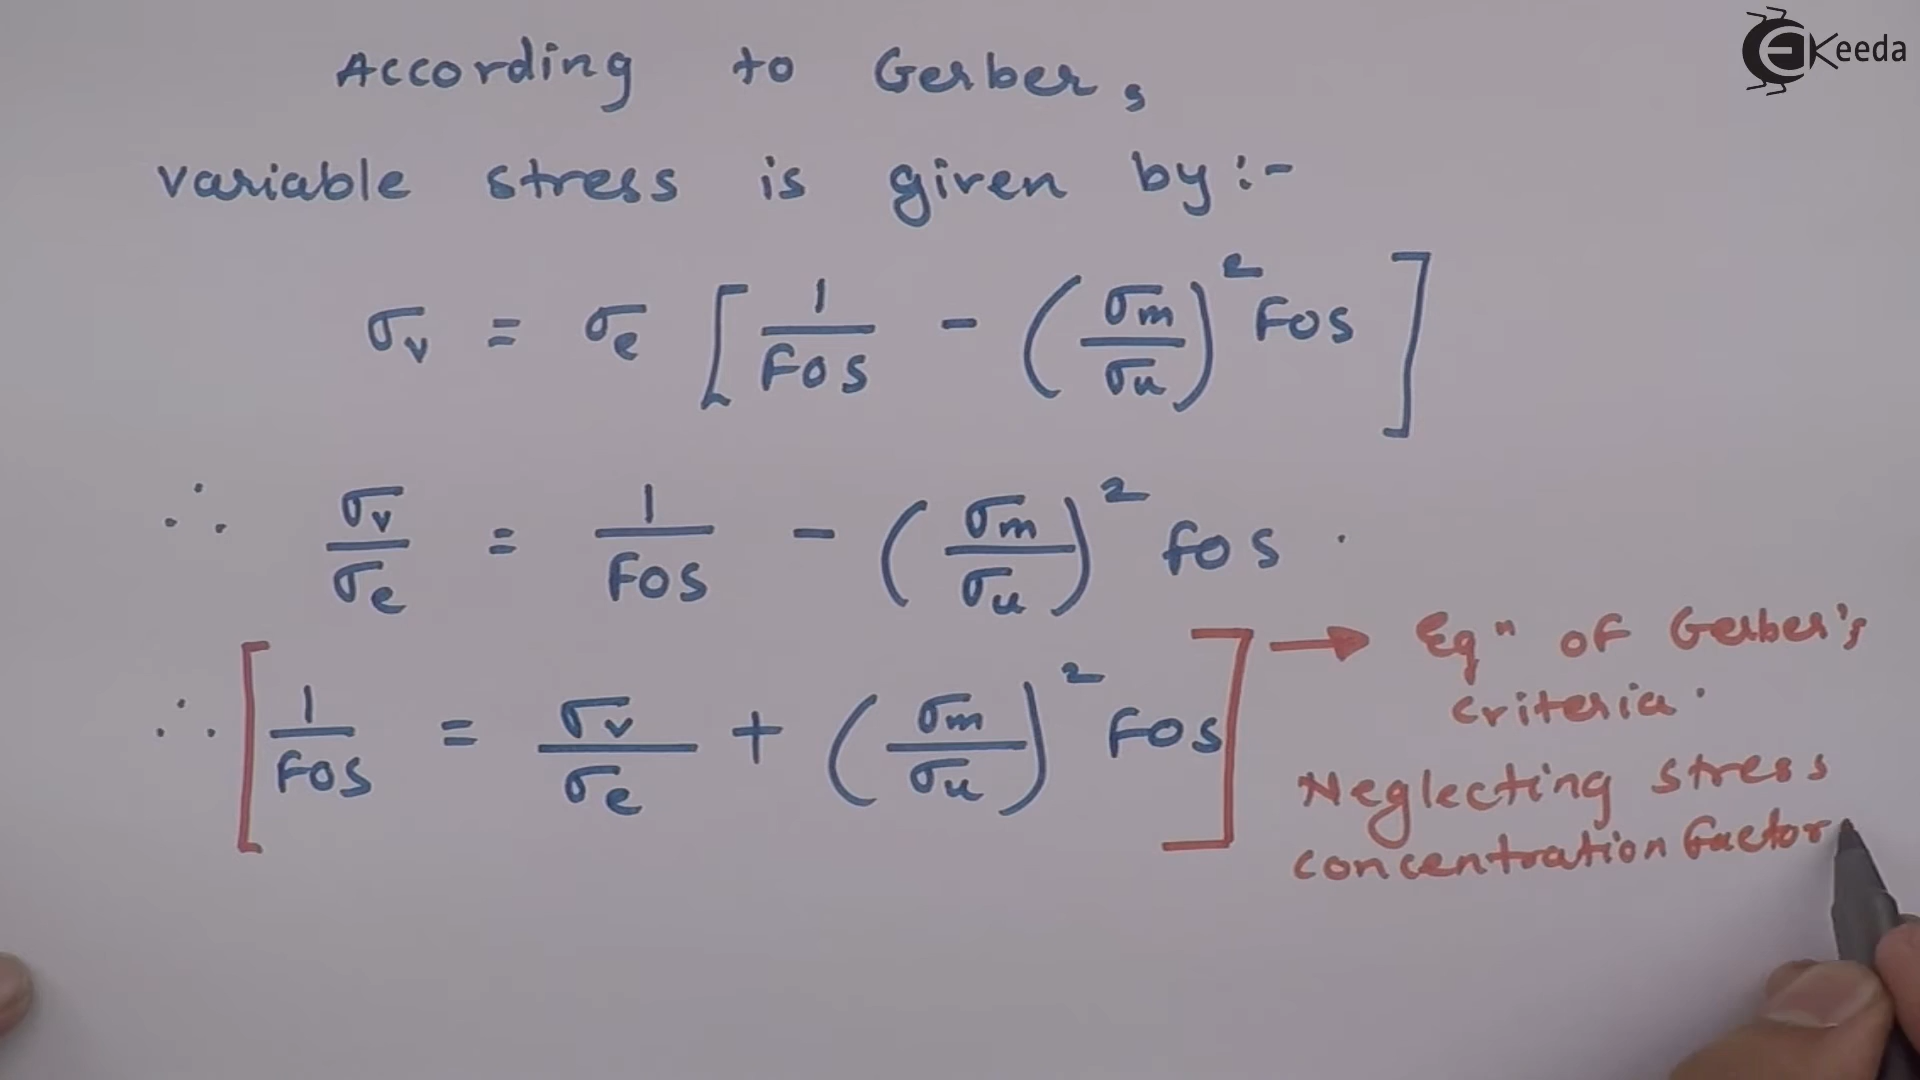 EKeeda
According to Gerber,
variable stress is given by:-
σv = σe [ 1/FOS - (σm/σu)² FOS ]
∴ σv/σe = 1/FOS - (σm/σu)² FOS .
∴ [ 1/FOS = σv/σe + (σm/σu)² FOS ] → Eqⁿ of Gerber's
criteria.
Neglecting stress
concentration factor